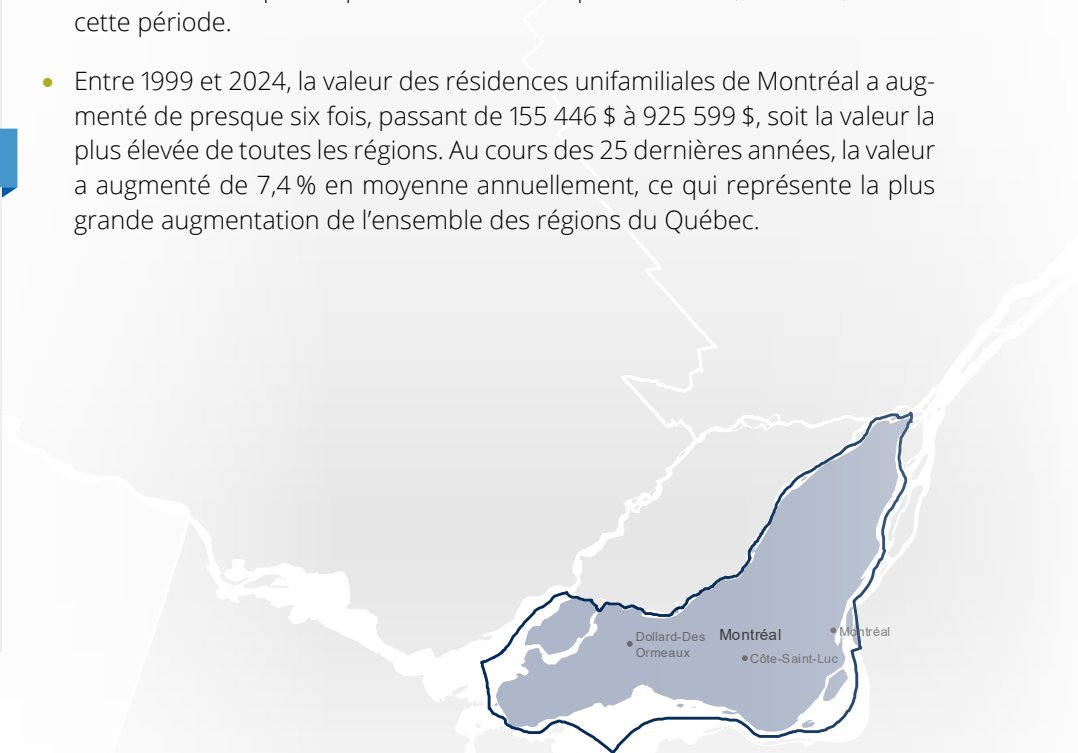 cette période.
• Entre 1999 et 2024, la valeur des résidences unifamiliales de Montréal a aug-
menté de presque six fois, passant de 155 446 $ à 925 599 $, soit la valeur la
plus élevée de toutes les régions. Au cours des 25 dernières années, la valeur
a augmenté de 7,4 % en moyenne annuellement, ce qui représente la plus
grande augmentation de l’ensemble des régions du Québec.
Dollard-Des
Ormeaux
Montréal
Montréal
Côte-Saint-Luc